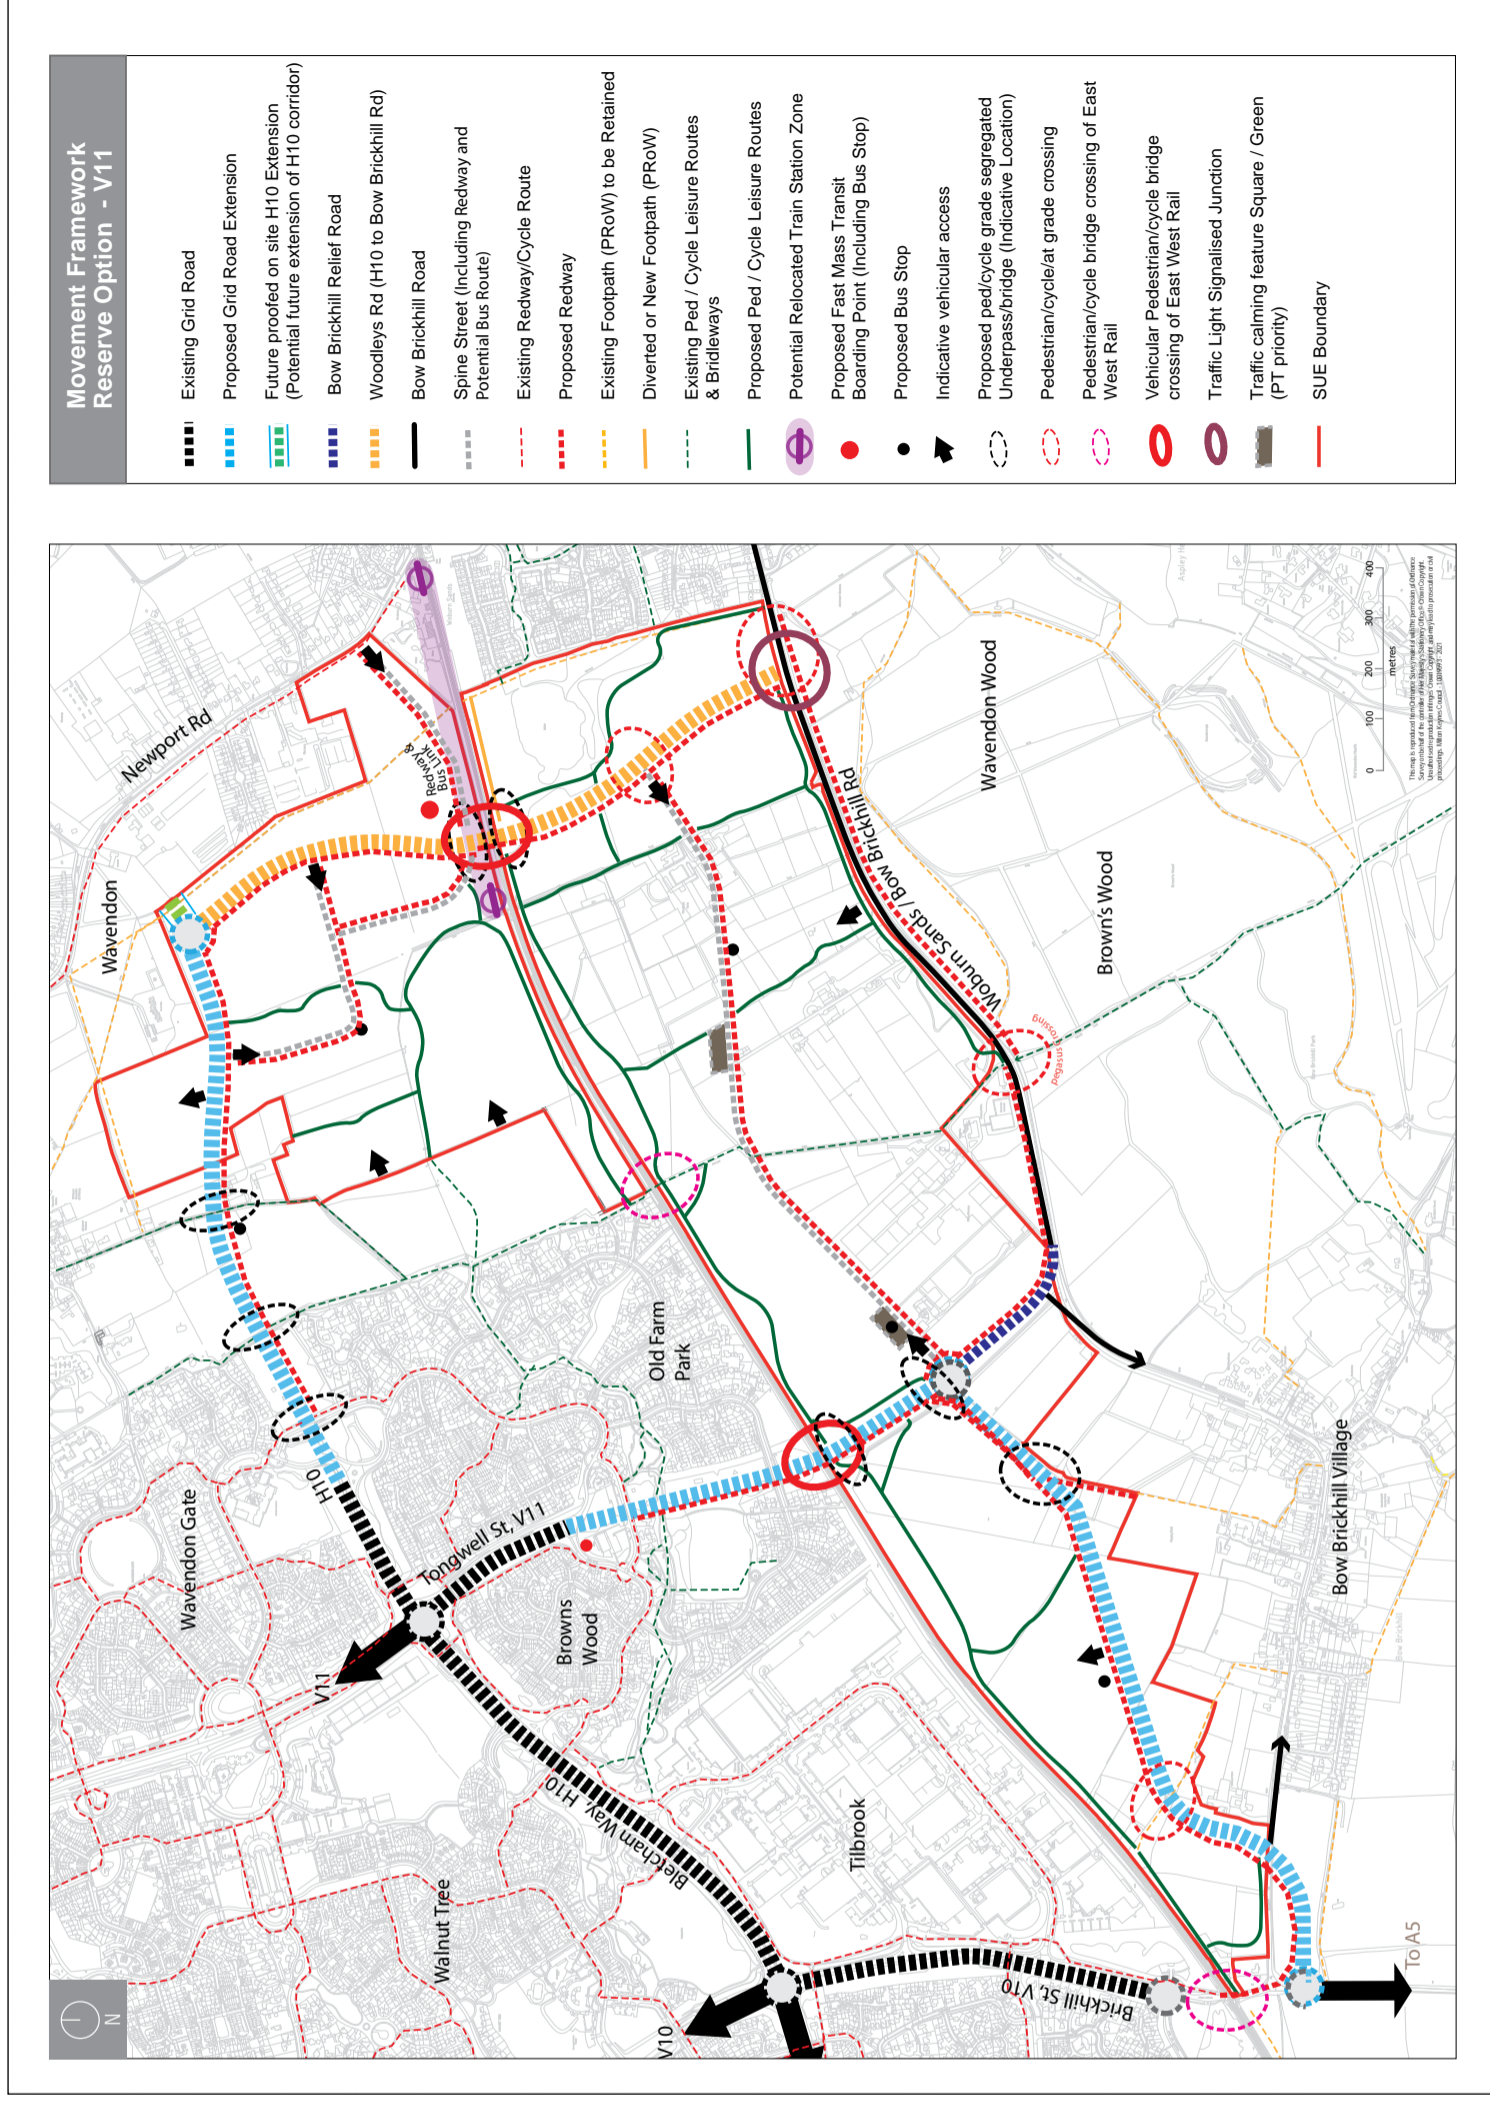 Movement Framework
Reserve Option - V11
Existing Grid Road
Proposed Grid Road Extension
Future proofed on site H10 Extension
(Potential future extension of H10 corridor)
Bow Brickhill Relief Road
Woodleys Rd (H10 to Bow Brickhill Rd)
Bow Brickhill Road
Spine Street (Including Redway and
Potential Bus Route)
Existing Redway/Cycle Route
Proposed Redway
Existing Footpath (PRoW) to be Retained
Diverted or New Footpath (PRoW)
Existing Ped / Cycle Leisure Routes
& Bridleways
Proposed Ped / Cycle Leisure Routes
Potential Relocated Train Station Zone
Proposed Fast Mass Transit
Boarding Point (Including Bus Stop)
Proposed Bus Stop
Indicative vehicular access
Proposed ped/cycle grade segregated
Underpass/bridge (Indicative Location)
Pedestrian/cycle/at grade crossing
Pedestrian/cycle bridge crossing of East
West Rail
Vehicular Pedestrian/cycle bridge
crossing of East West Rail
Traffic Light Signalised Junction
Traffic calming feature Square / Green
(PT priority)
SUE Boundary
N
Newport Rd
Wavendon
Redway &
Bus Link
Wavendon Gate
H10
Tongwell St, V11
V11
Browns
Wood
Old Farm
Park
Walnut Tree
Bletcham Way, H10
Tilbrook
V10
Brickhill St, V10
Woburn Sands / Bow Brickhill Rd
Wavendon Wood
Brown's Wood
pegasus crossing
Bow Brickhill Village
To A5
0 100 200 300 400
metres